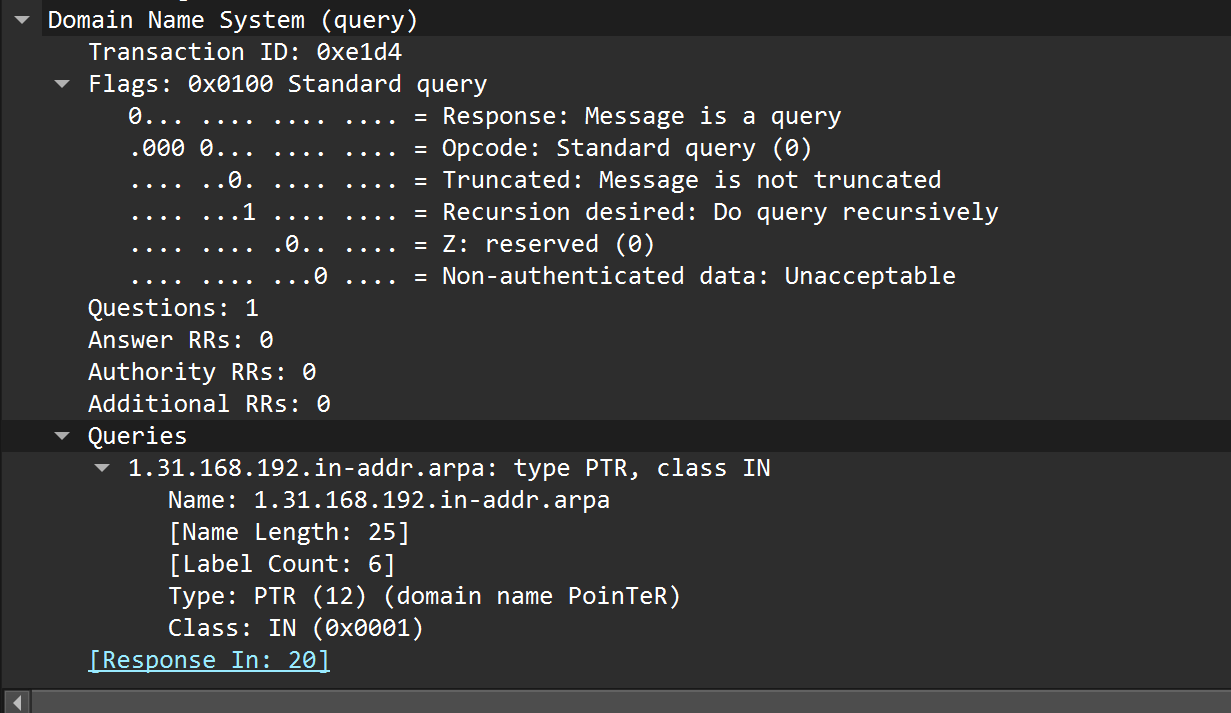 Domain Name System (query)
Transaction ID: 0xe1d4
Flags: 0x0100 Standard query
0... .... .... .... = Response: Message is a query
.000 0... .... .... = Opcode: Standard query (0)
.... ..0. .... .... = Truncated: Message is not truncated
.... ...1 .... .... = Recursion desired: Do query recursively
.... .... .0.. .... = Z: reserved (0)
.... .... ...0 .... = Non-authenticated data: Unacceptable
Questions: 1
Answer RRs: 0
Authority RRs: 0
Additional RRs: 0
Queries
1.31.168.192.in-addr.arpa: type PTR, class IN
Name: 1.31.168.192.in-addr.arpa
[Name Length: 25]
[Label Count: 6]
Type: PTR (12) (domain name PoinTeR)
Class: IN (0x0001)
[Response In: 20]